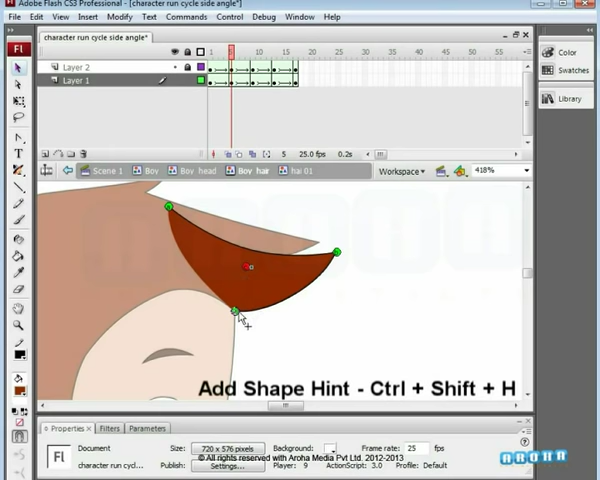 Adobe Flash CS3 Professional - [character run cycle side angle*]
File Edit View Insert Modify Text Commands Control Debug Window Help
character run cycle side angle*
5 10 15 20 25 30 35 40 45 50 55
Layer 2
Layer 1
5 25.0 fps 0.2s
Scene 1 Boy Boy head Boy hair hai 01 Workspace 418%
Fl
T
Color
Swatches
Library
Add Shape Hint - Ctrl + Shift + H
Properties Filters Parameters
Fl Document Size: 720 x 576 pixels Background: Frame rate: 25 fps
character run cycl... Publish: Settings... Player: 9 ActionScript: 3.0 Profile: Default
© All rights reserved with Aroha Media Pvt Ltd. 2012-2013
AROHA